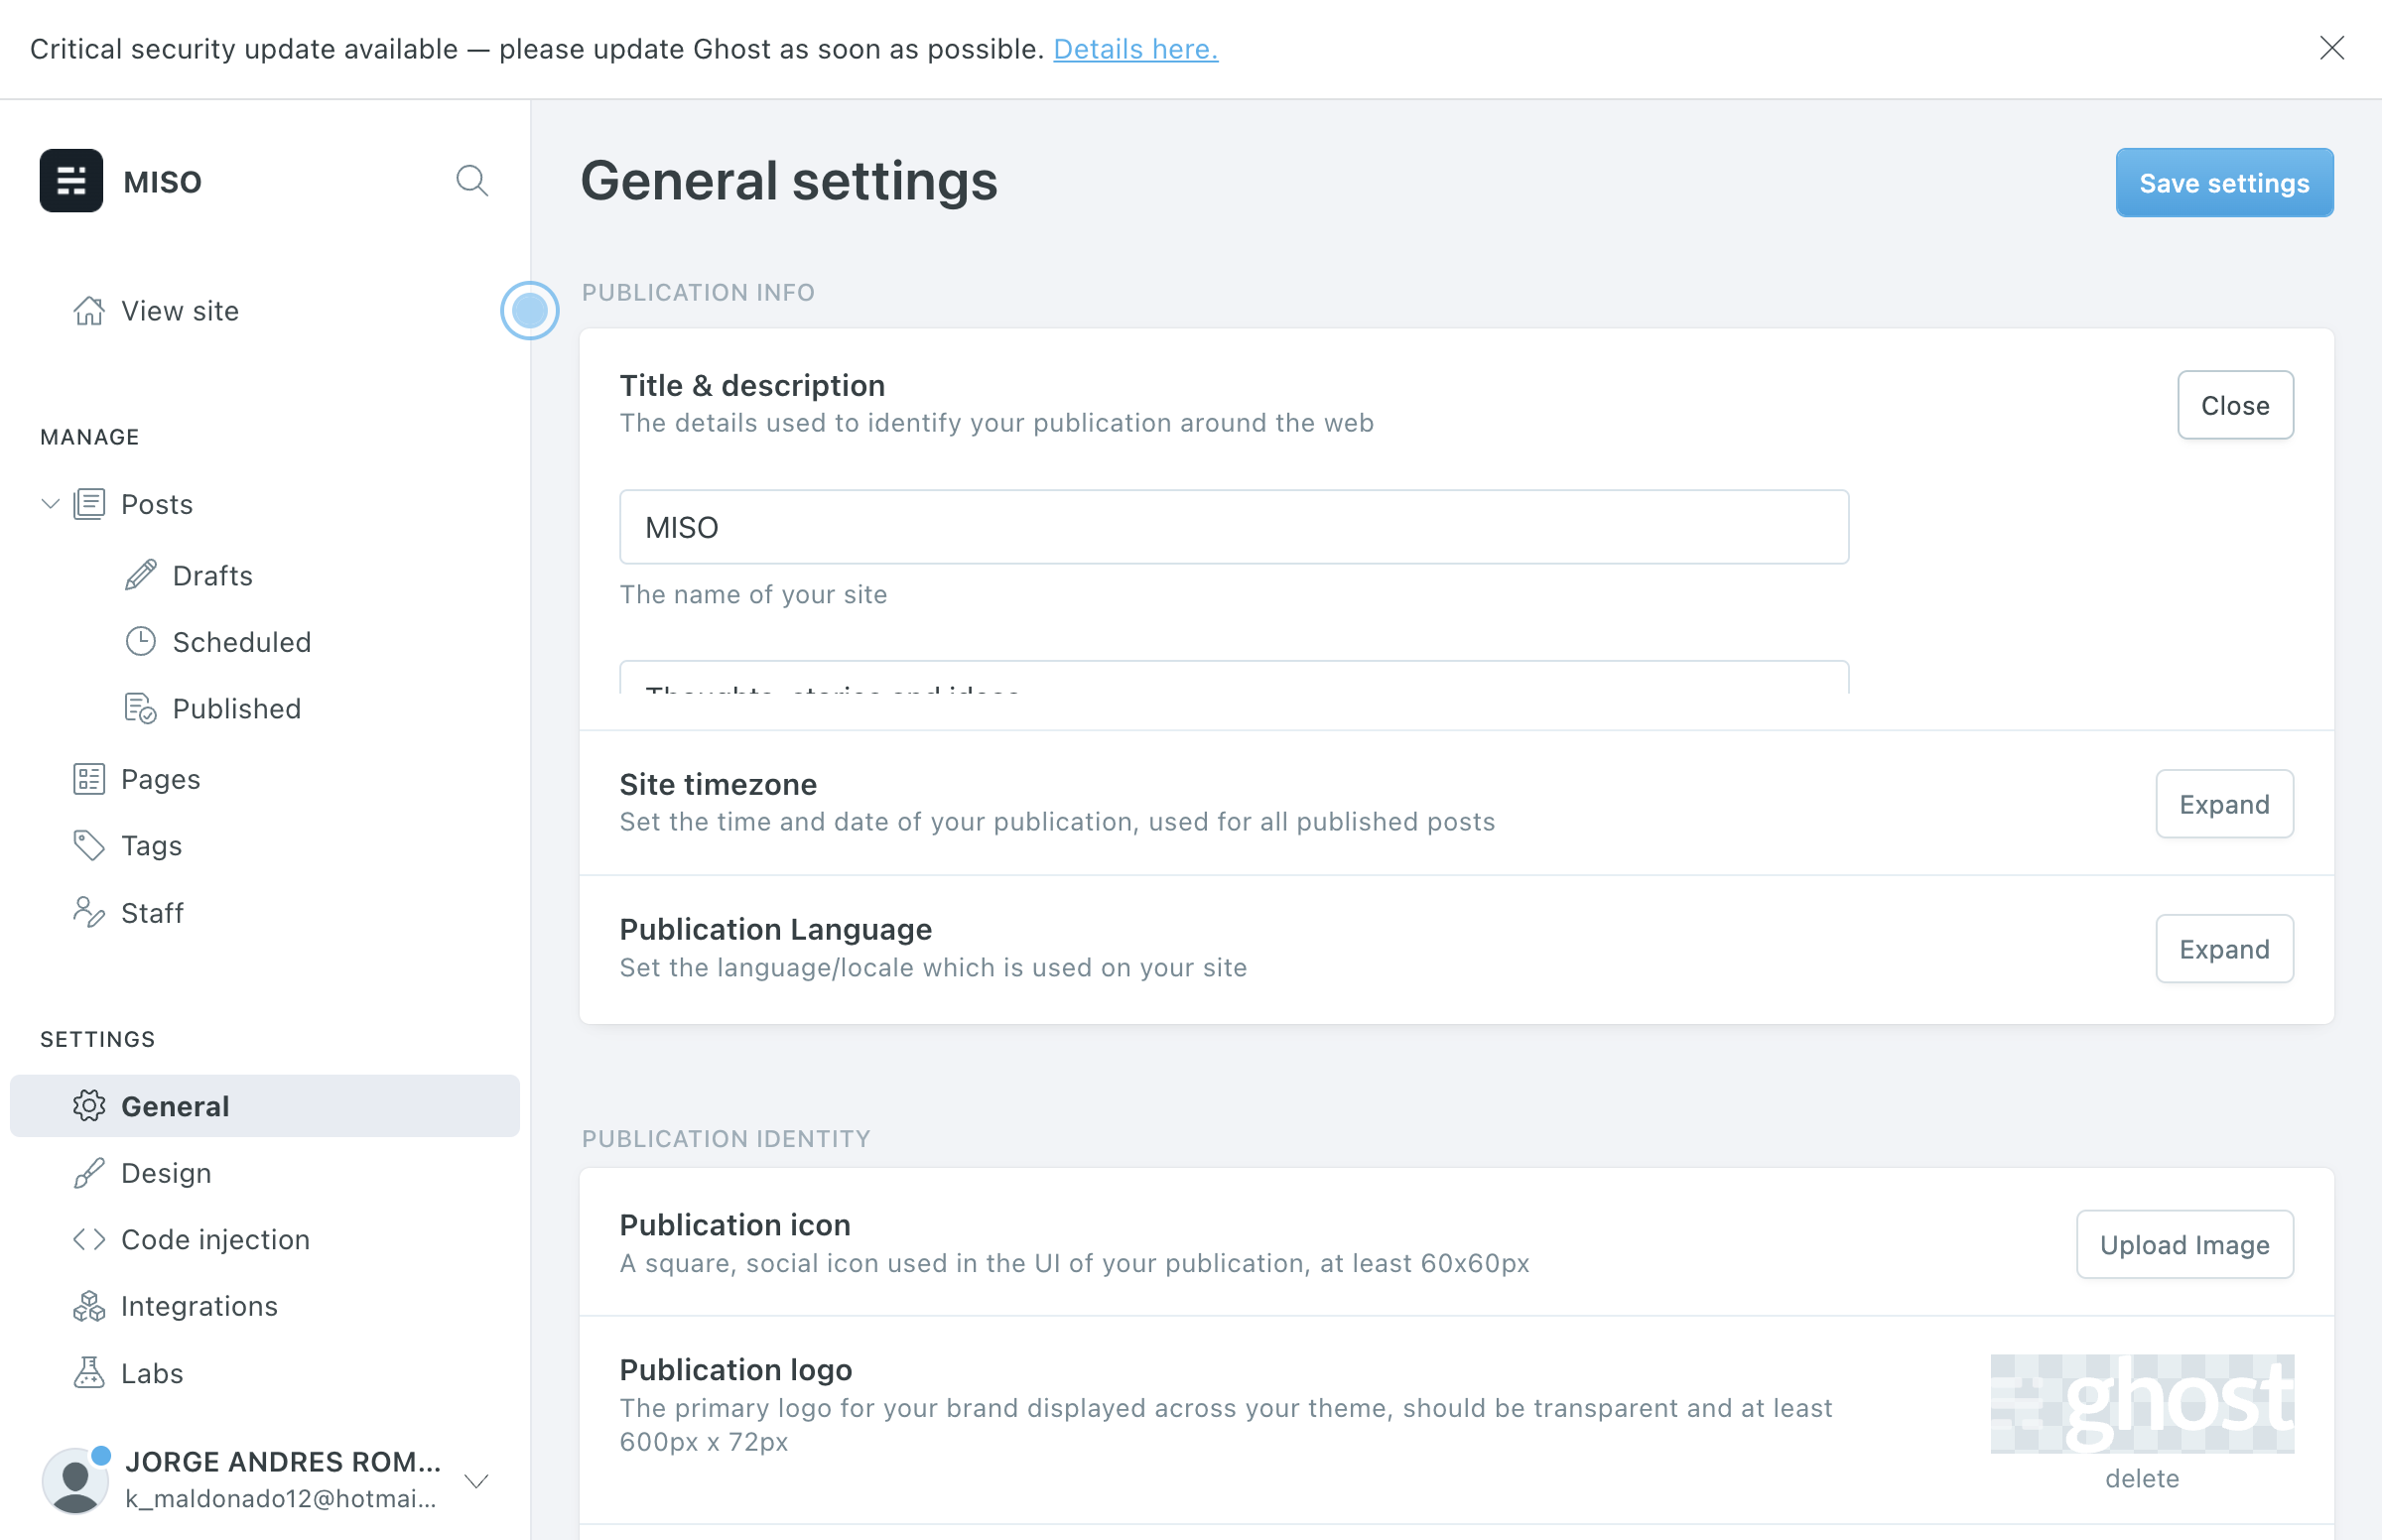 Critical security update available — please update Ghost as soon as possible. Details here.
MISO
View site
MANAGE
Posts
Drafts
Scheduled
Published
Pages
Tags
Staff
SETTINGS
General
Design
Code injection
Integrations
Labs
JORGE ANDRES ROM...
k_maldonado12@hotmai...
General settings
Save settings
PUBLICATION INFO
Title & description
The details used to identify your publication around the web
Close
MISO
The name of your site
Thoughts, stories and ideas
Site timezone
Set the time and date of your publication, used for all published posts
Expand
Publication Language
Set the language/locale which is used on your site
Expand
PUBLICATION IDENTITY
Publication icon
A square, social icon used in the UI of your publication, at least 60x60px
Upload Image
Publication logo
The primary logo for your brand displayed across your theme, should be transparent and at least
600px x 72px
ghost
delete